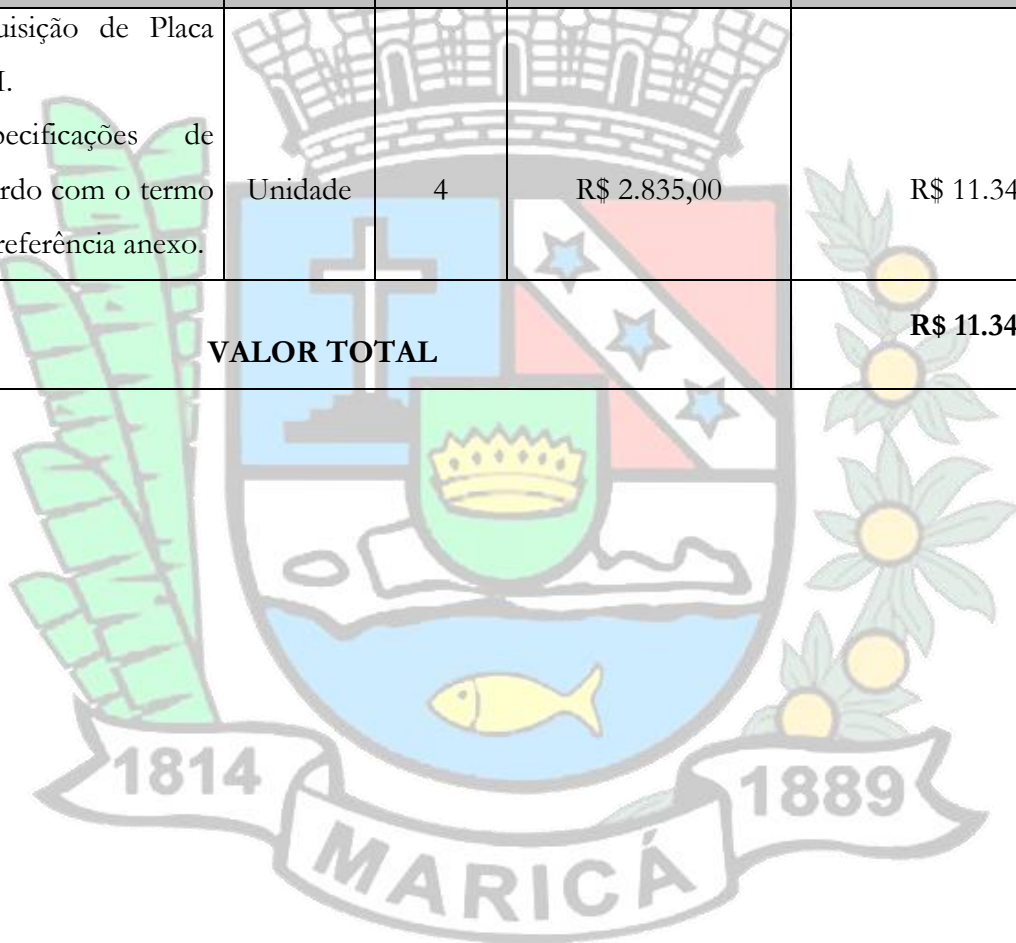 uisição de Placa
I.
pecificações de
rdo com o termo
referência anexo.
Unidade
4
R$ 2.835,00
R$ 11.34
VALOR TOTAL
R$ 11.34
1814
1889
MARICÁ